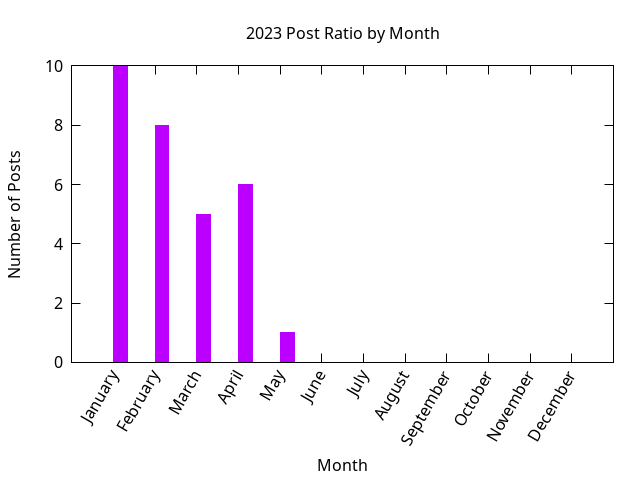 2023 Post Ratio by Month
Number of Posts
10
8
6
4
2
0
January
February
March
April
May
June
July
August
September
October
November
December
Month